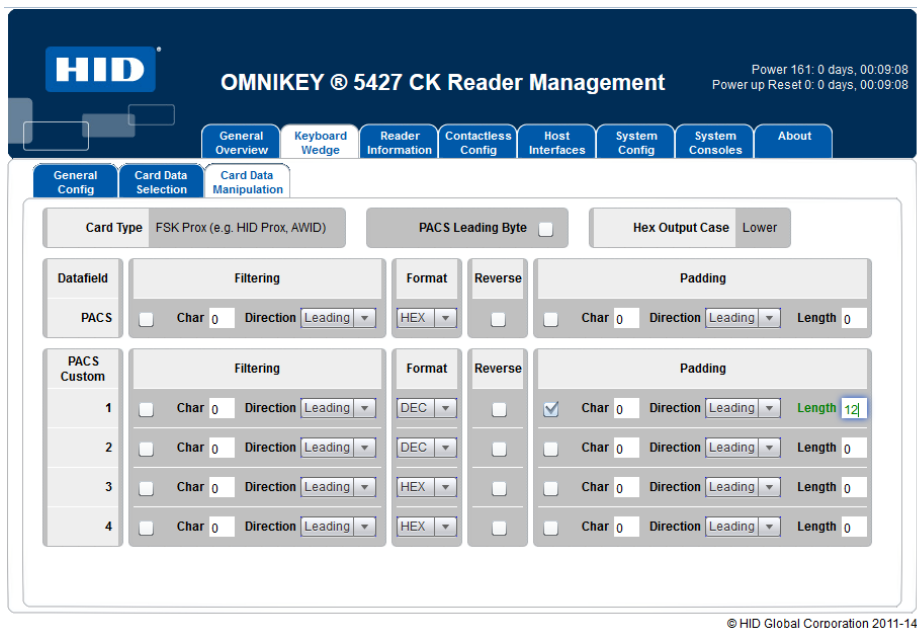 HID
OMNIKEY ® 5427 CK Reader Management
Power 161: 0 days, 00:09:08
Power up Reset 0: 0 days, 00:09:08
General Overview Keyboard Wedge Reader Information Contactless Config Host Interfaces System Config System Consoles About
General Config Card Data Selection Card Data Manipulation
Card Type FSK Prox (e.g. HID Prox, AWID) PACS Leading Byte Hex Output Case Lower
Datafield Filtering Format Reverse Padding
PACS Char 0 Direction Leading HEX Char 0 Direction Leading Length 0
PACS Custom Filtering Format Reverse Padding
1 Char 0 Direction Leading DEC Char 0 Direction Leading Length 12
2 Char 0 Direction Leading DEC Char 0 Direction Leading Length 0
3 Char 0 Direction Leading HEX Char 0 Direction Leading Length 0
4 Char 0 Direction Leading HEX Char 0 Direction Leading Length 0
© HID Global Corporation 2011-14